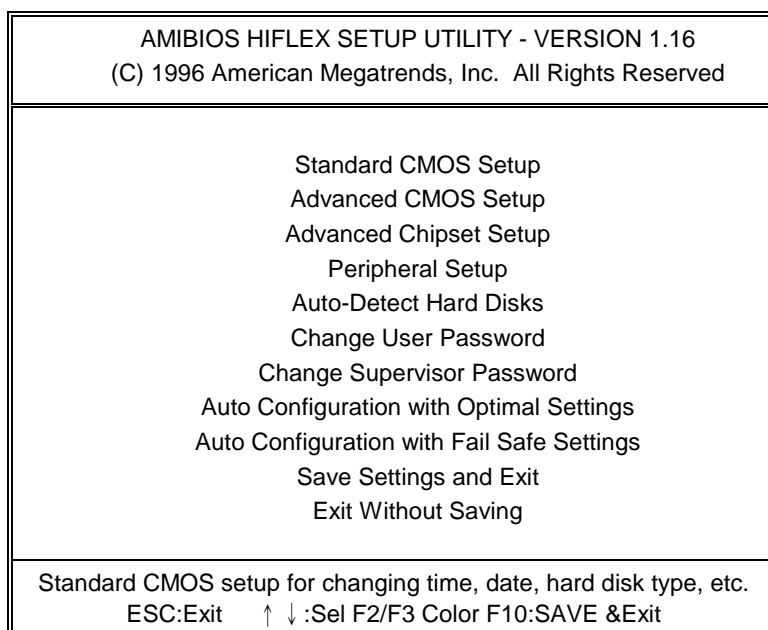 AMIBIOS HIFLEX SETUP UTILITY - VERSION 1.16
(C) 1996 American Megatrends, Inc. All Rights Reserved
Standard CMOS Setup
Advanced CMOS Setup
Advanced Chipset Setup
Peripheral Setup
Auto-Detect Hard Disks
Change User Password
Change Supervisor Password
Auto Configuration with Optimal Settings
Auto Configuration with Fail Safe Settings
Save Settings and Exit
Exit Without Saving
Standard CMOS setup for changing time, date, hard disk type, etc.
ESC:Exit ↑ ↓ :Sel F2/F3 Color F10:SAVE &Exit